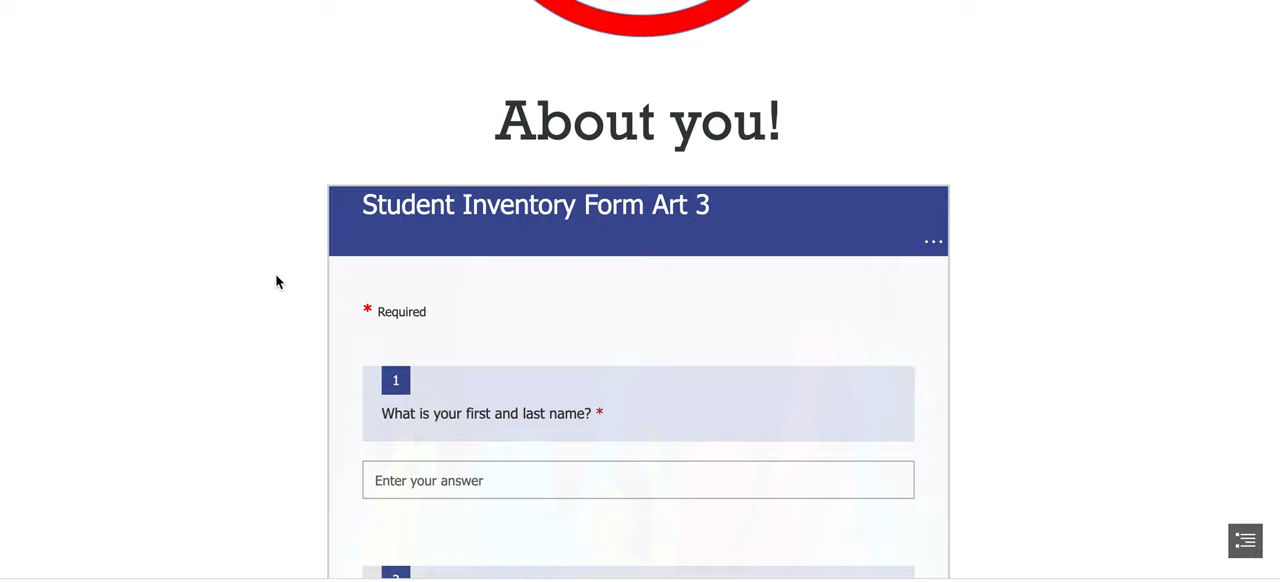 About you!
Student Inventory Form Art 3
...
* Required
1
What is your first and last name? *
Enter your answer